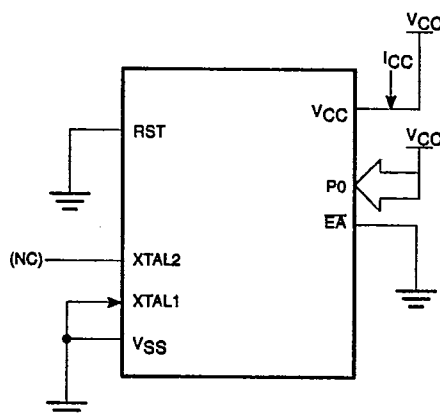 VCC
ICC
VCC
RST
VCC
P0
EA
(NC)
XTAL2
XTAL1
VSS